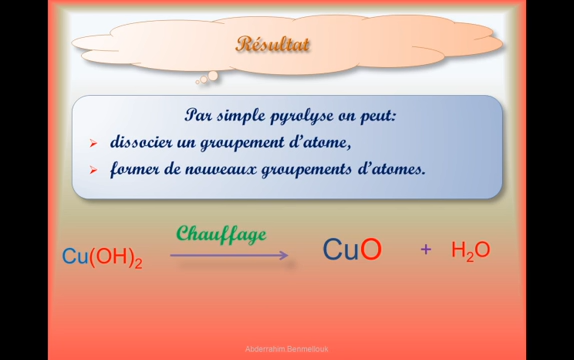 Résultat
Par simple pyrolyse on peut:
➢ dissocier un groupement d'atome,
➢ former de nouveaux groupements d'atomes.
Chauffage
Cu(OH)₂ → CuO + H₂O
Abderrahim Benmellouk